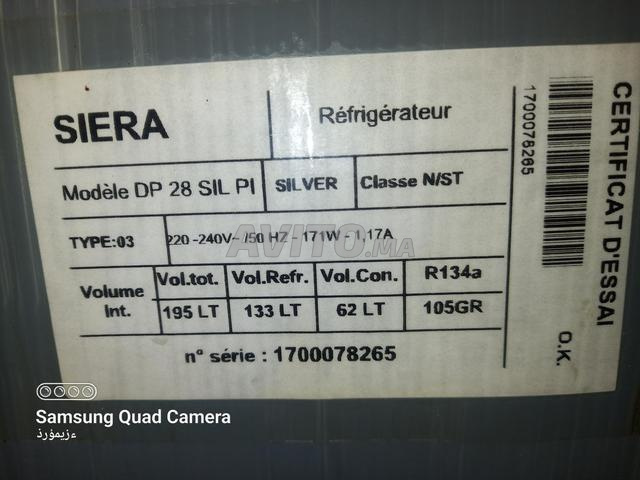 SIERA
Réfrigérateur
Modèle DP 28 SIL PI
SILVER
Classe N/ST
TYPE:03
220 -240V~ /50 HZ - 171W - 1,17A
AVITO.MA
Volume Int.
Vol.tot.
Vol.Refr.
Vol.Con.
R134a
195 LT
133 LT
62 LT
105GR
n° série : 1700078265
1700078265
CERTIFICAT D'ESSAI
O.K.
SIERA
Samsung Quad Camera